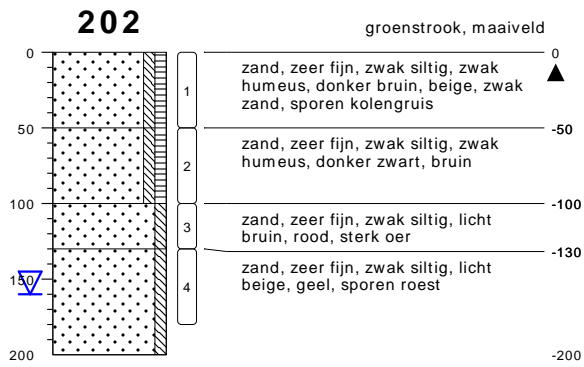 202
groenstrook, maaiveld
0
0
zand, zeer fijn, zwak siltig, zwak
humeus, donker bruin, beige, zwak
zand, sporen kolengruis
1
50
-50
zand, zeer fijn, zwak siltig, zwak
humeus, donker zwart, bruin
2
100
-100
zand, zeer fijn, zwak siltig, licht
bruin, rood, sterk oer
3
-130
zand, zeer fijn, zwak siltig, licht
beige, geel, sporen roest
150
4
200
-200